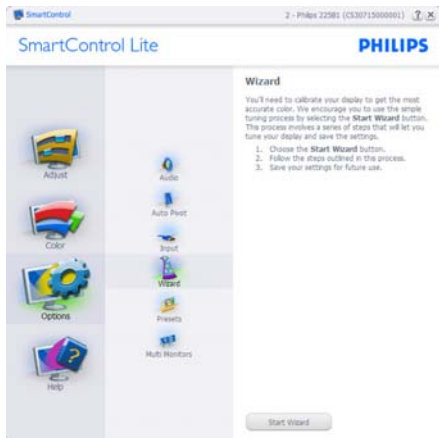 SmartControl
2 - Philips 225B1 (CS30715000001)
SmartControl Lite
PHILIPS
Adjust
Color
Options
Help
Audio
Auto Pivot
Input
Wizard
Presets
Multi Monitors
Wizard
You'll need to calibrate your display to get the most
accurate color. We encourage you to use the simple
tuning process by selecting the Start Wizard button.
This process involves a series of steps that will let you
tune your display and save the settings.
1. Choose the Start Wizard button.
2. Follow the steps outlined in this process.
3. Save your settings for future use.
Start Wizard